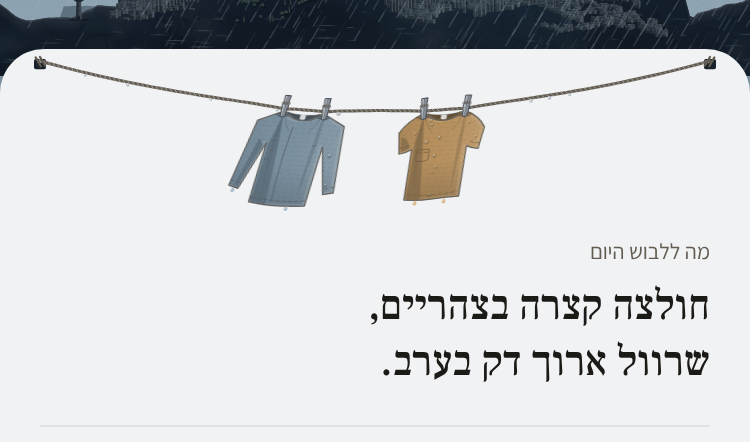 מה ללבוש היום
חולצה קצרה בצהריים,
שרוול ארוך דק בערב.